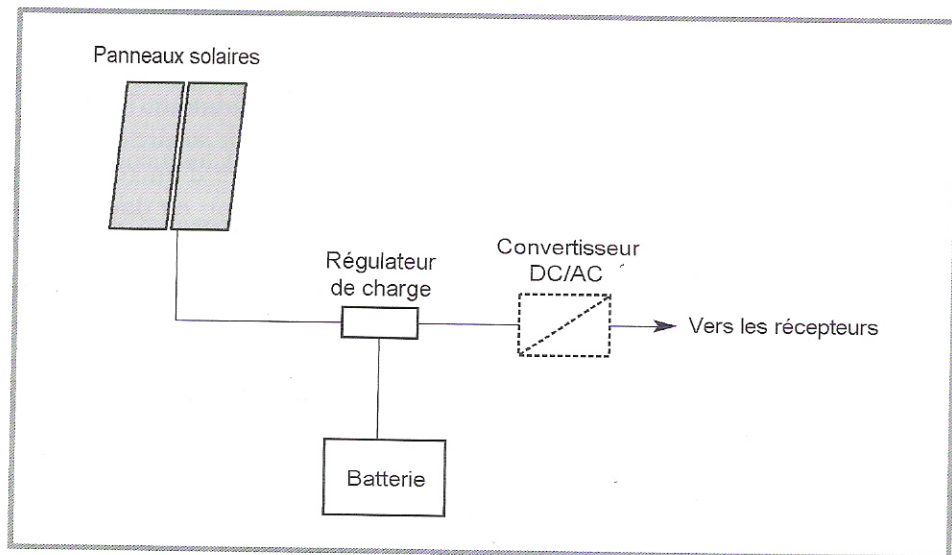 Panneaux solaires
Régulateur
de charge
Convertisseur
DC/AC
Vers les récepteurs
Batterie